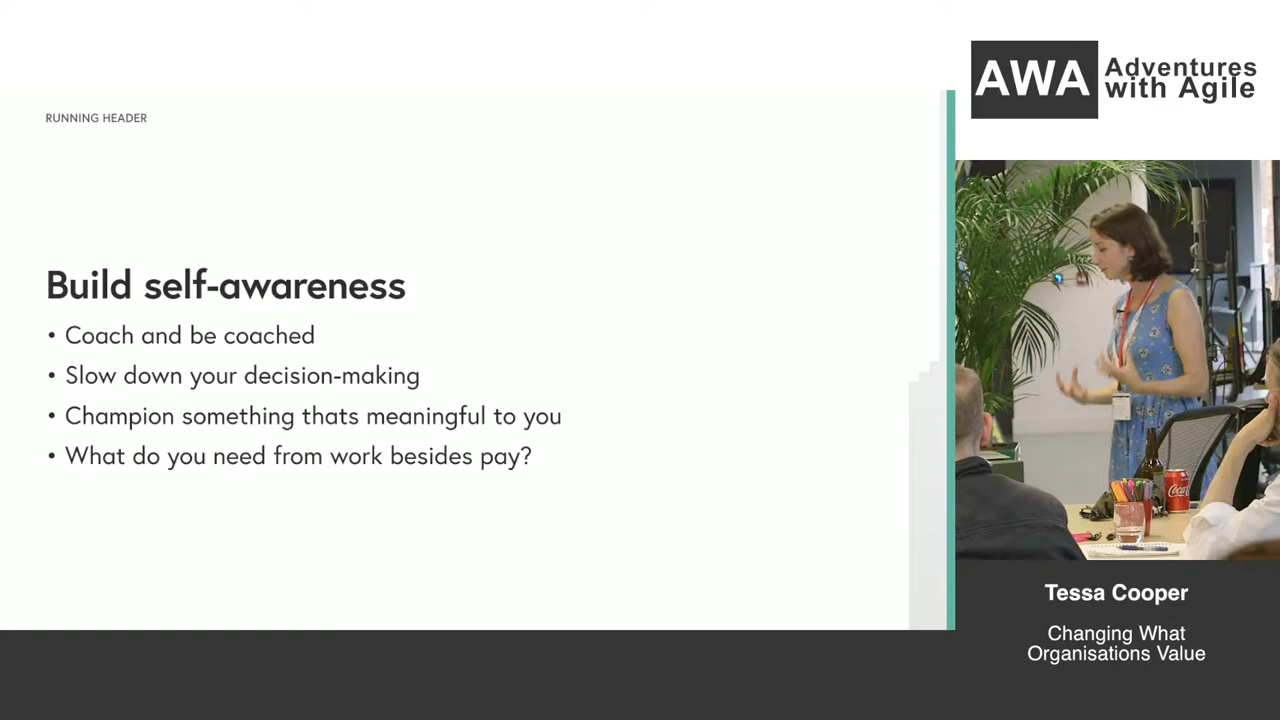 RUNNING HEADER
Build self-awareness
• Coach and be coached
• Slow down your decision-making
• Champion something thats meaningful to you
• What do you need from work besides pay?
AWA
Adventures
with Agile
Coca
Tessa Cooper
Changing What
Organisations Value